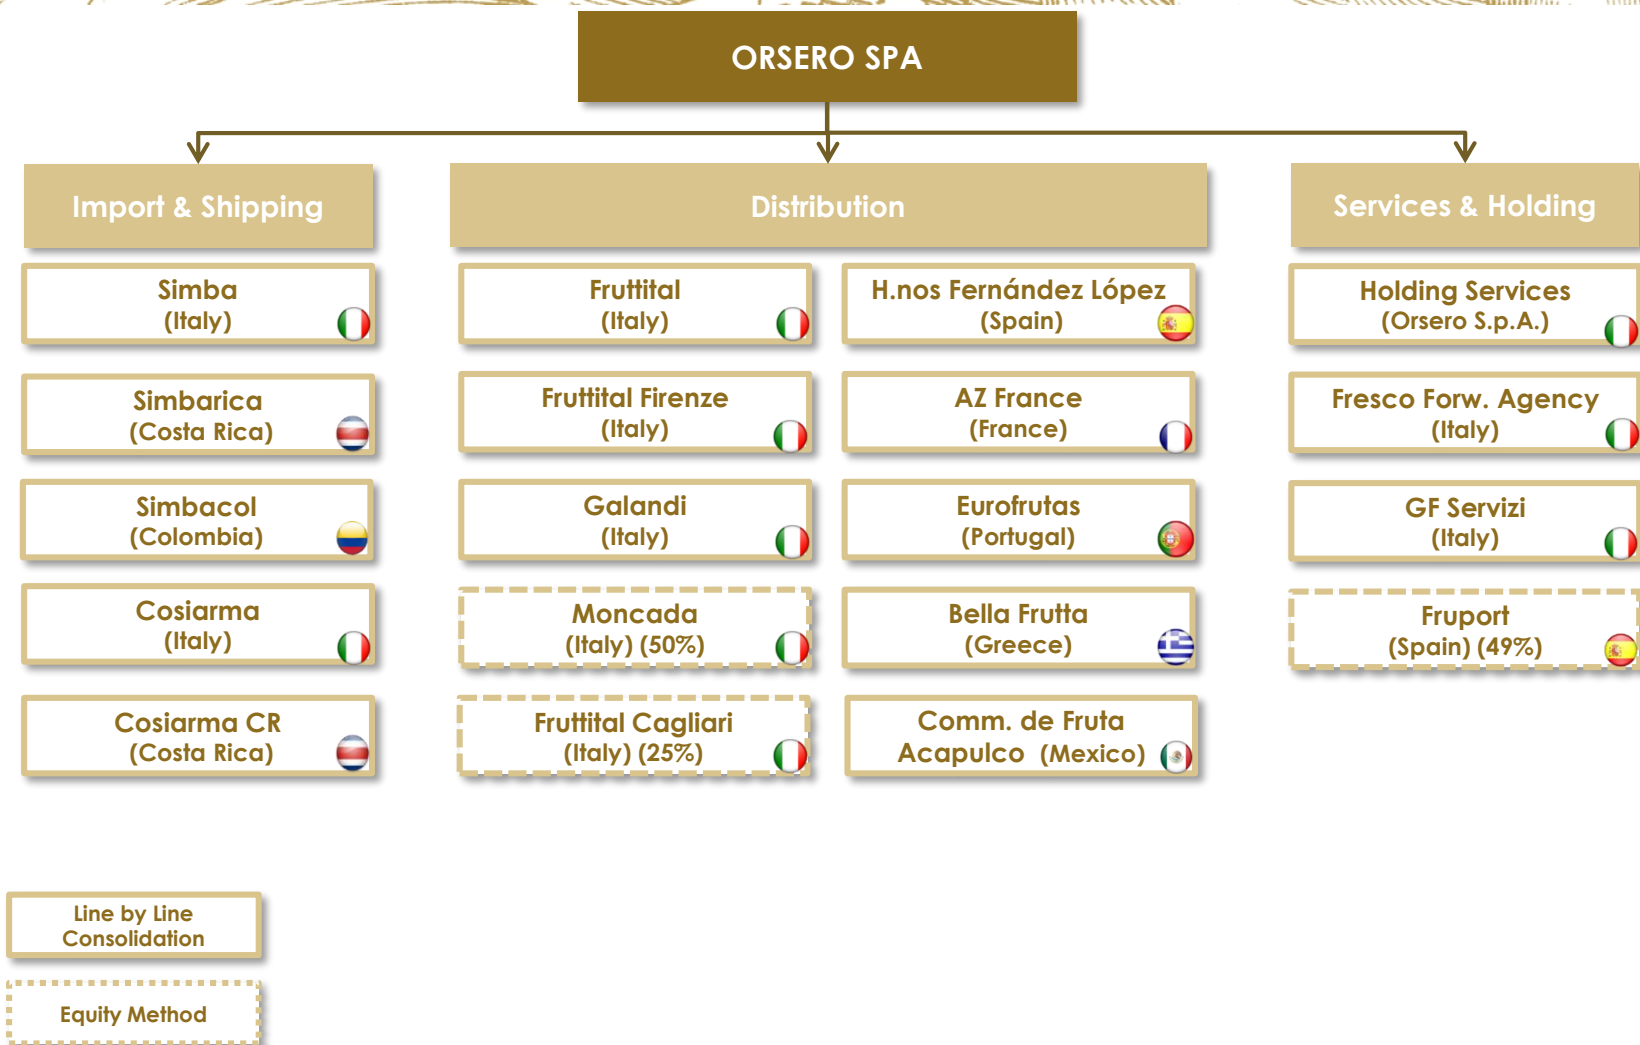 ORSERO SPA
Import & Shipping
Simba
(Italy)
Simbarica
(Costa Rica)
Simbacol
(Colombia)
Cosiarma
(Italy)
Cosiarma CR
(Costa Rica)
Distribution
Fruttital
(Italy)
Fruttital Firenze
(Italy)
Galandi
(Italy)
Moncada
(Italy) (50%)
Fruttital Cagliari
(Italy) (25%)
H.nos Fernández López
(Spain)
AZ France
(France)
Eurofrutas
(Portugal)
Bella Frutta
(Greece)
Comm. de Fruta
Acapulco (Mexico)
Services & Holding
Holding Services
(Orsero S.p.A.)
Fresco Forw. Agency
(Italy)
GF Servizi
(Italy)
Fruport
(Spain) (49%)
Line by Line
Consolidation
Equity Method